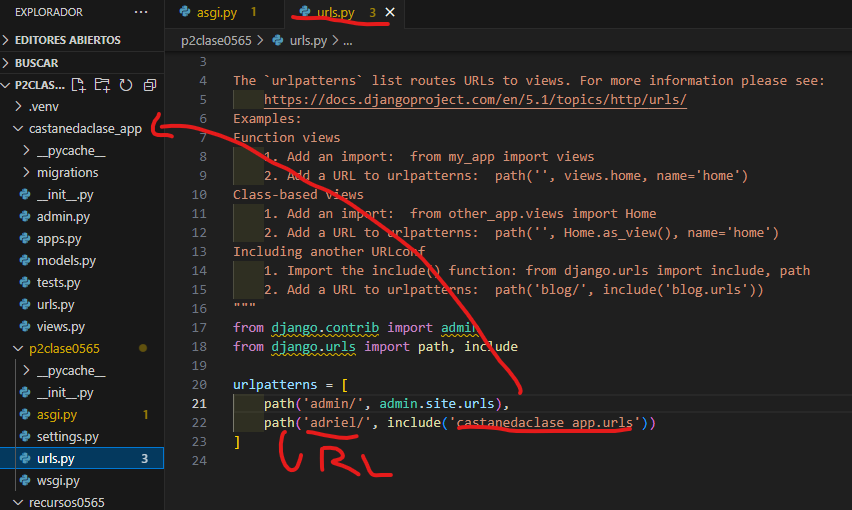 EXPLORADOR ...
asgi.py 1 urls.py 3
EDITORES ABIERTOS
BUSCAR
P2CLAS...
.venv
castanedaclase_app
__pycache__
migrations
__init__.py
admin.py
apps.py
models.py
tests.py
urls.py
views.py
p2clase0565
__pycache__
__init__.py
asgi.py 1
settings.py
urls.py 3
wsgi.py
recursos0565
p2clase0565 > urls.py > ...
3
4 The `urlpatterns` list routes URLs to views. For more information please see:
5     https://docs.djangoproject.com/en/5.1/topics/http/urls/
6 Examples:
7 Function views
8     1. Add an import:  from my_app import views
9     2. Add a URL to urlpatterns:  path('', views.home, name='home')
10 Class-based views
11     1. Add an import:  from other_app.views import Home
12     2. Add a URL to urlpatterns:  path('', Home.as_view(), name='home')
13 Including another URLconf
14     1. Import the include() function: from django.urls import include, path
15     2. Add a URL to urlpatterns:  path('blog/', include('blog.urls'))
16 """
17 from django.contrib import admin
18 from django.urls import path, include
19
20 urlpatterns = [
21     path('admin/', admin.site.urls),
22     path('adriel/', include('castanedaclase_app.urls'))
23 ]
24
URL